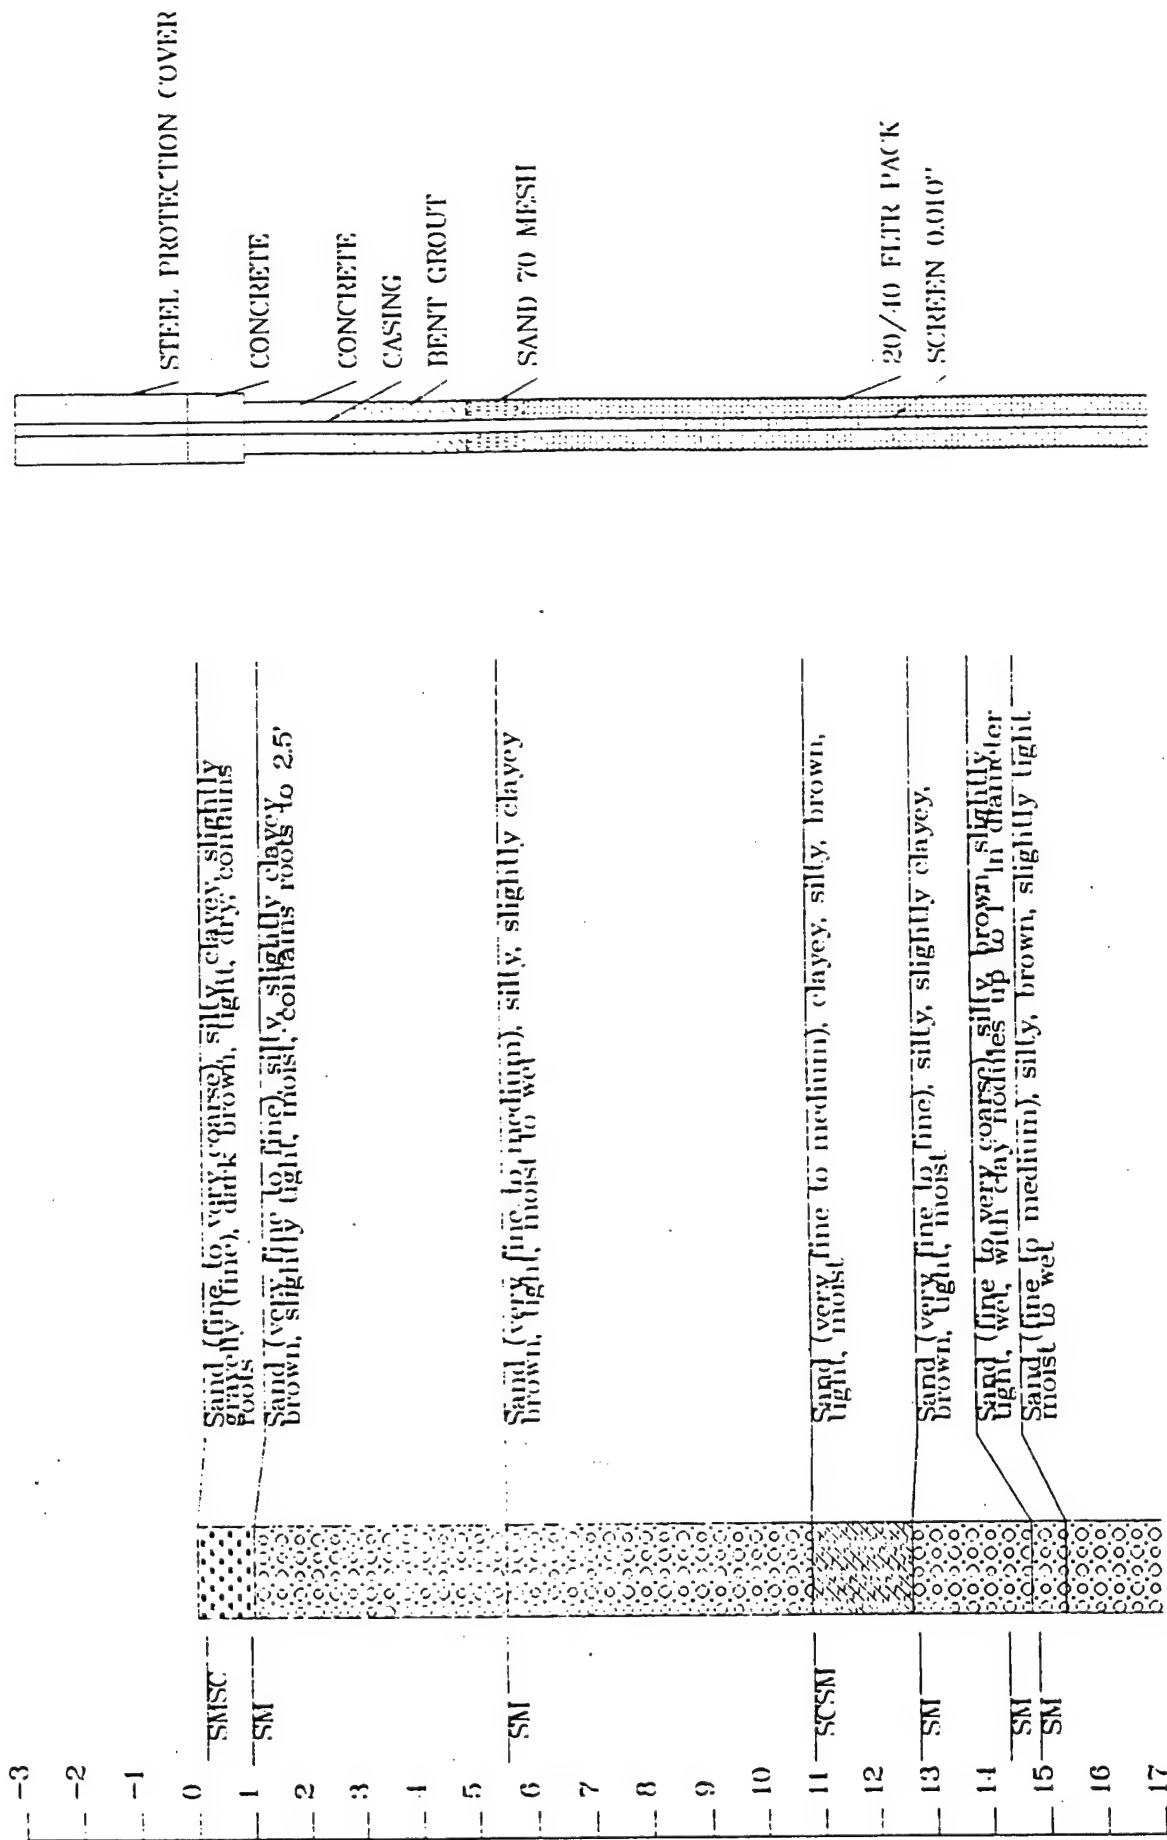 STEEL PROTECTION COVER
CONCRETE
CONCRETE
CASING
BENT GROUT
SAND 70 MESH
20/40 FLTR PACK
SCREEN 0.010"
Sand (fine to very coarse), silty, clayey, slightly
gravelly (fine), dark brown, tight, dry, contains
roots
Sand (very fine to fine), silty, slightly clayey
brown, slightly tight, moist, contains roots to 2.5'
Sand (very fine to medium), silty, slightly clayey
brown, tight, moist to wet
Sand (very fine to medium), clayey, silty, brown,
tight, moist
Sand (very fine to fine), silty, slightly clayey,
brown, tight, moist
Sand (fine to very coarse), silty, brown, slightly
tight, wet, with clay nodules up to 1" in diameter
Sand (fine to medium), silty, brown, slightly tight
moist to wet
SMSC
SM
SM
SCSM
SM
SM
SM
-3
-2
-1
0
1
2
3
4
5
6
7
8
9
10
11
12
13
14
15
16
17